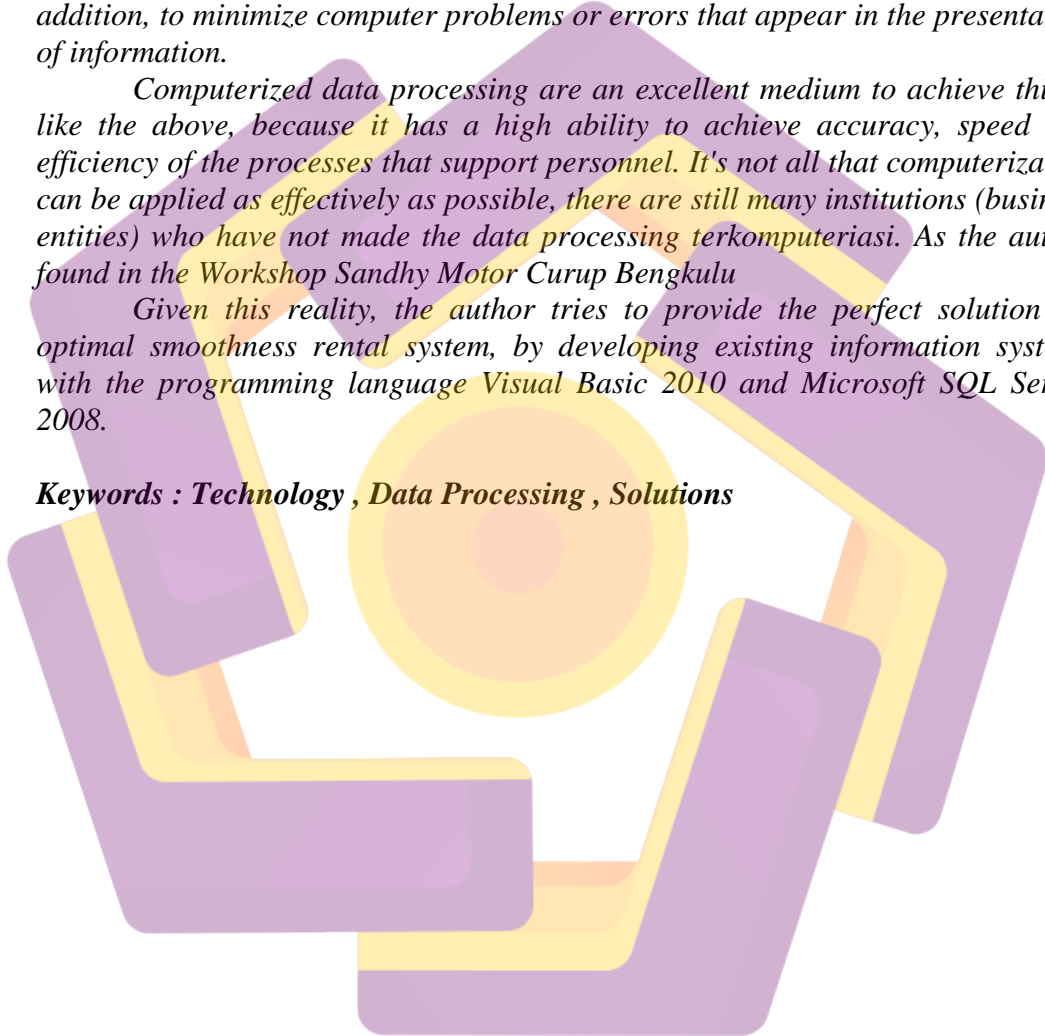 addition, to minimize computer problems or errors that appear in the presenta
of information.
Computerized data processing are an excellent medium to achieve thi
like the above, because it has a high ability to achieve accuracy, speed
efficiency of the processes that support personnel. It's not all that computeriza
can be applied as effectively as possible, there are still many institutions (busin
entities) who have not made the data processing terkomputeriasi. As the aut
found in the Workshop Sandhy Motor Curup Bengkulu
Given this reality, the author tries to provide the perfect solution
optimal smoothness rental system, by developing existing information syst
with the programming language Visual Basic 2010 and Microsoft SQL Ser
2008.
Keywords : Technology , Data Processing , Solutions